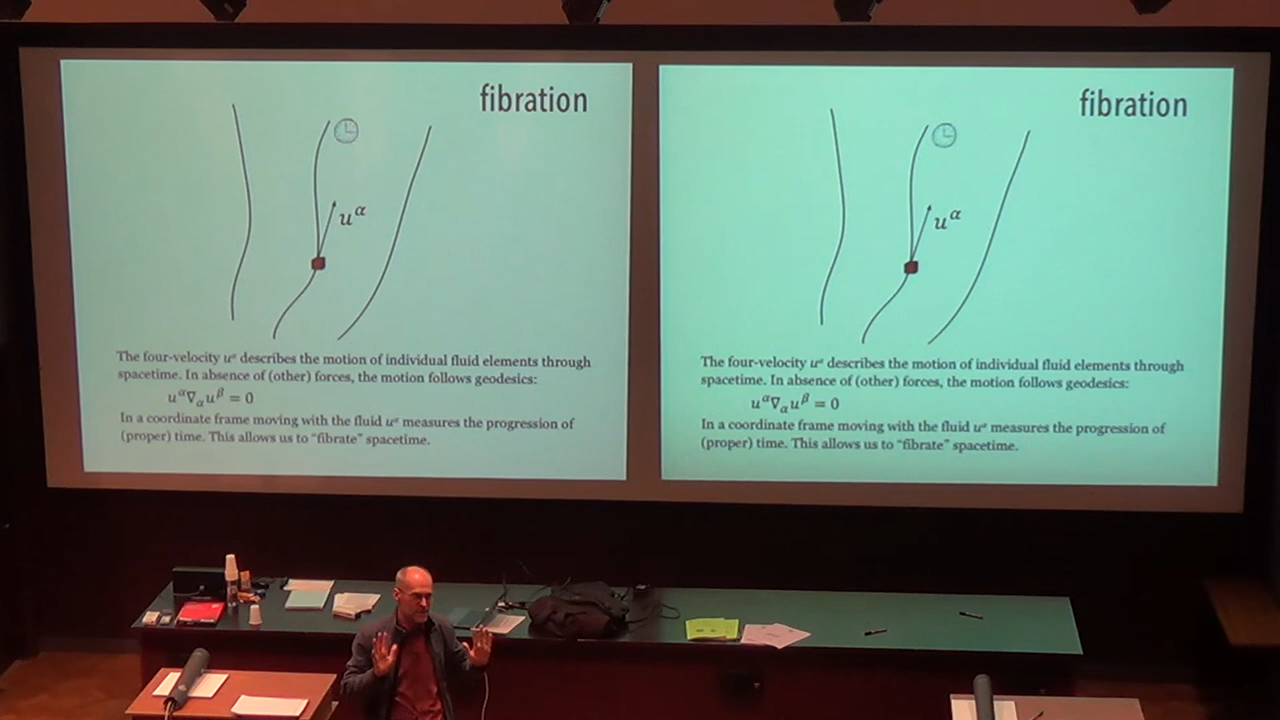 fibration
u^α
The four-velocity u^α describes the motion of individual fluid elements through
spacetime. In absence of (other) forces, the motion follows geodesics:
u^α∇_αu^β = 0
In a coordinate frame moving with the fluid u^α measures the progression of
(proper) time. This allows us to “fibrate” spacetime.
fibration
u^α
The four-velocity u^α describes the motion of individual fluid elements through
spacetime. In absence of (other) forces, the motion follows geodesics:
u^α∇_αu^β = 0
In a coordinate frame moving with the fluid u^α measures the progression of
(proper) time. This allows us to “fibrate” spacetime.